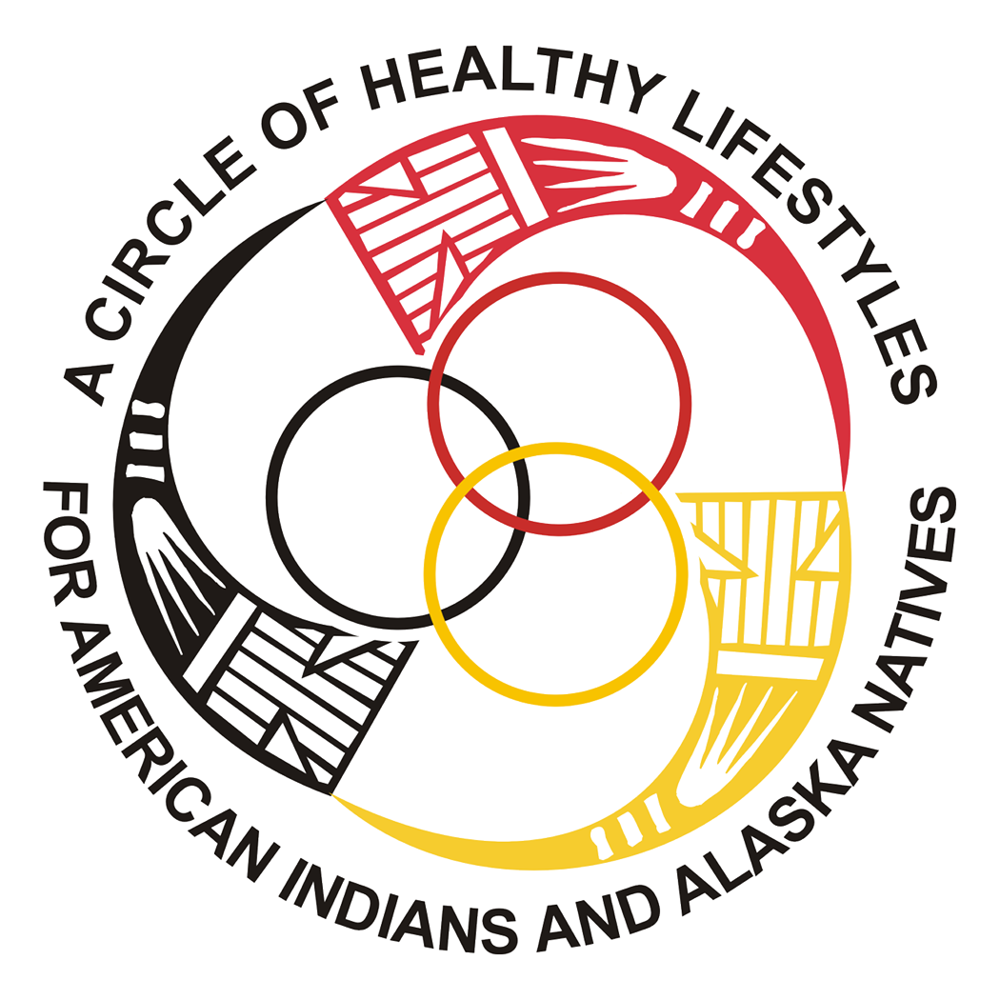 A CIRCLE OF HEALTHY LIFESTYLES
FOR AMERICAN INDIANS AND ALASKA NATIVES